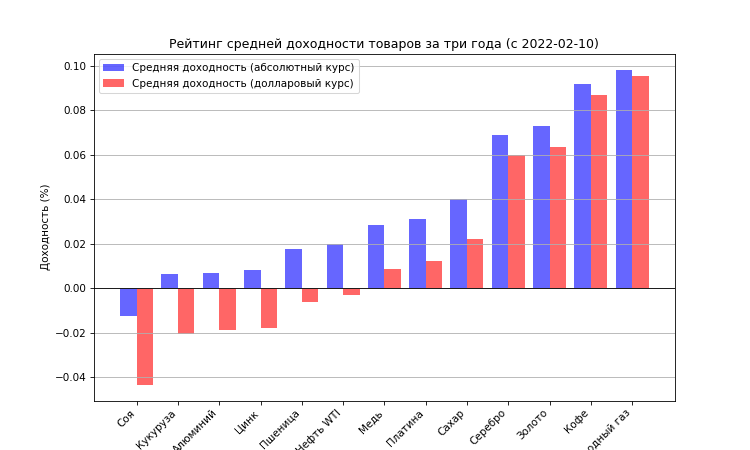 Рейтинг средней доходности товаров за три года (с 2022-02-10)
Средняя доходность (абсолютный курс)
Средняя доходность (долларовый курс)
Доходность (%)
0.10
0.08
0.06
0.04
0.02
0.00
−0.02
−0.04
Соя
Кукуруза
Алюминий
Цинк
Пшеница
Нефть WTI
Медь
Платина
Сахар
Серебро
Золото
Кофе
газ